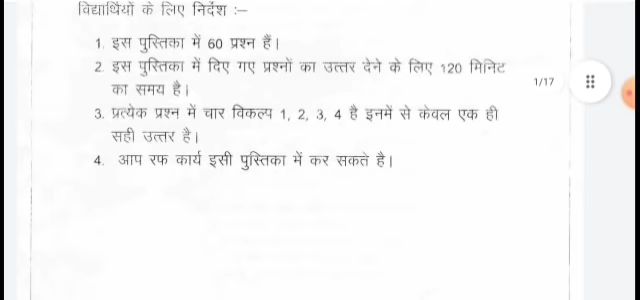 विद्यार्थियों के लिए निर्देश :–
1. इस पुस्तिका में 60 प्रश्न हैं।
2. इस पुस्तिका में दिए गए प्रश्नों का उत्तर देने के लिए 120 मिनिट
का समय है।
1/17
3. प्रत्येक प्रश्न में चार विकल्प 1, 2, 3, 4 है इनमें से केवल एक ही
सही उत्तर है।
4. आप रफ कार्य इसी पुस्तिका में कर सकते है।